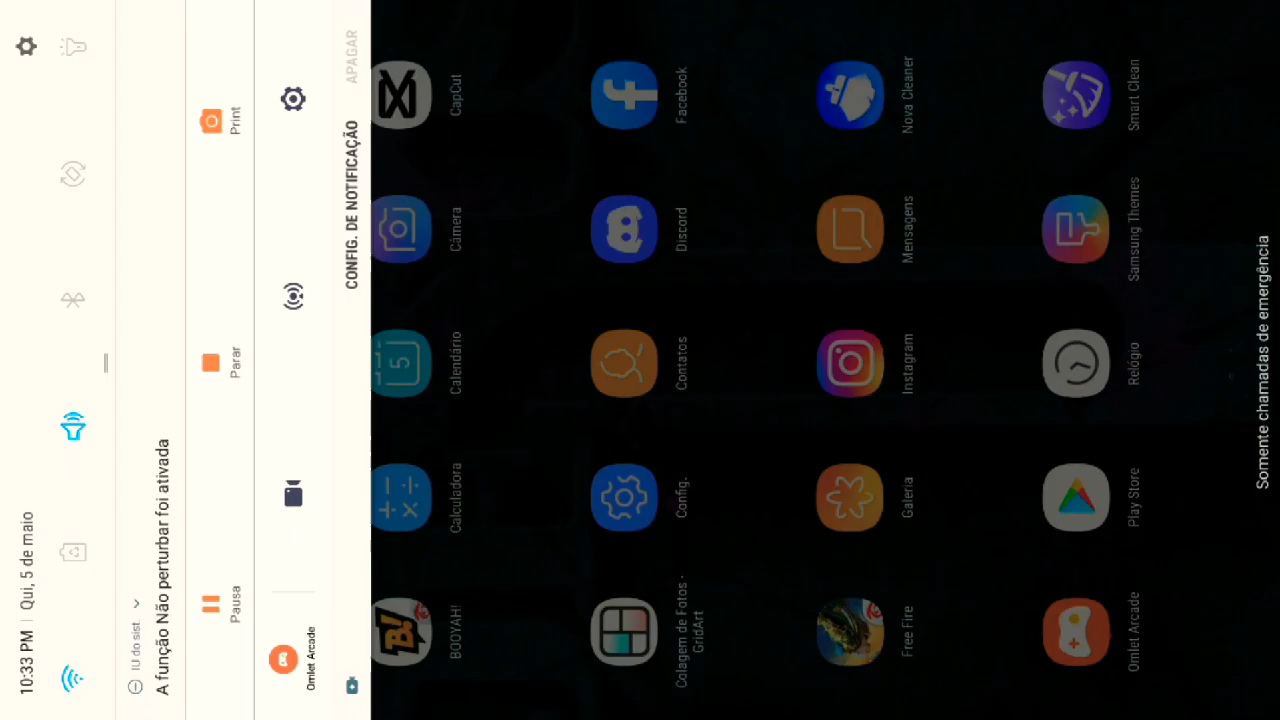 10:33 PM | Qui, 5 de maio
IU do sist.
A função Não perturbar foi ativada
Pausa
Parar
Print
Omlet Arcade
CONFIG. DE NOTIFICAÇÃO
APAGAR
BOOYAH!
Calculadora
Calendário
Câmera
CapCut
Colagem de Fotos -
GridArt
Config.
Contatos
Discord
Facebook
Free Fire
Galeria
Instagram
Mensagens
Nova Cleaner
Omlet Arcade
Play Store
Relógio
Samsung Themes
Smart Clean
Somente chamadas de emergência